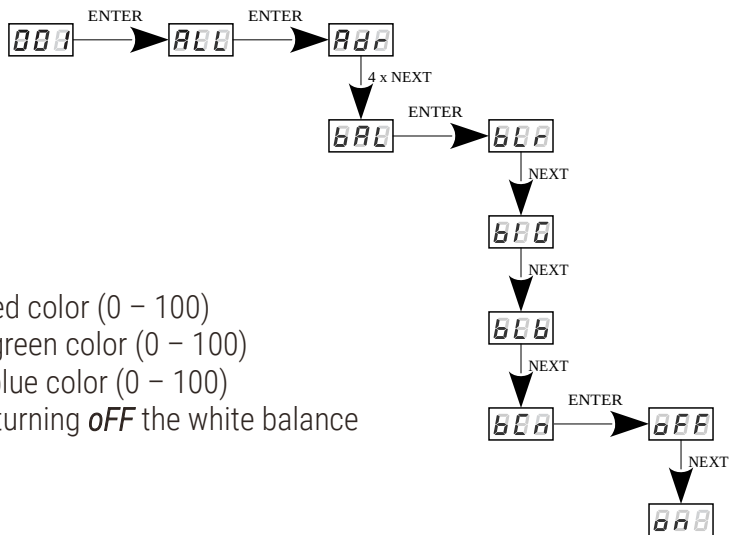 ENTER ENTER
001 ALL Adr
4 x NEXT
ENTER
bAL bLr
NEXT
blG
NEXT
ed color (0 – 100)
green color (0 – 100)
bLb
NEXT
blue color (0 – 100)
turning oFF the white balance
ENTER
bCn oFF
NEXT
on